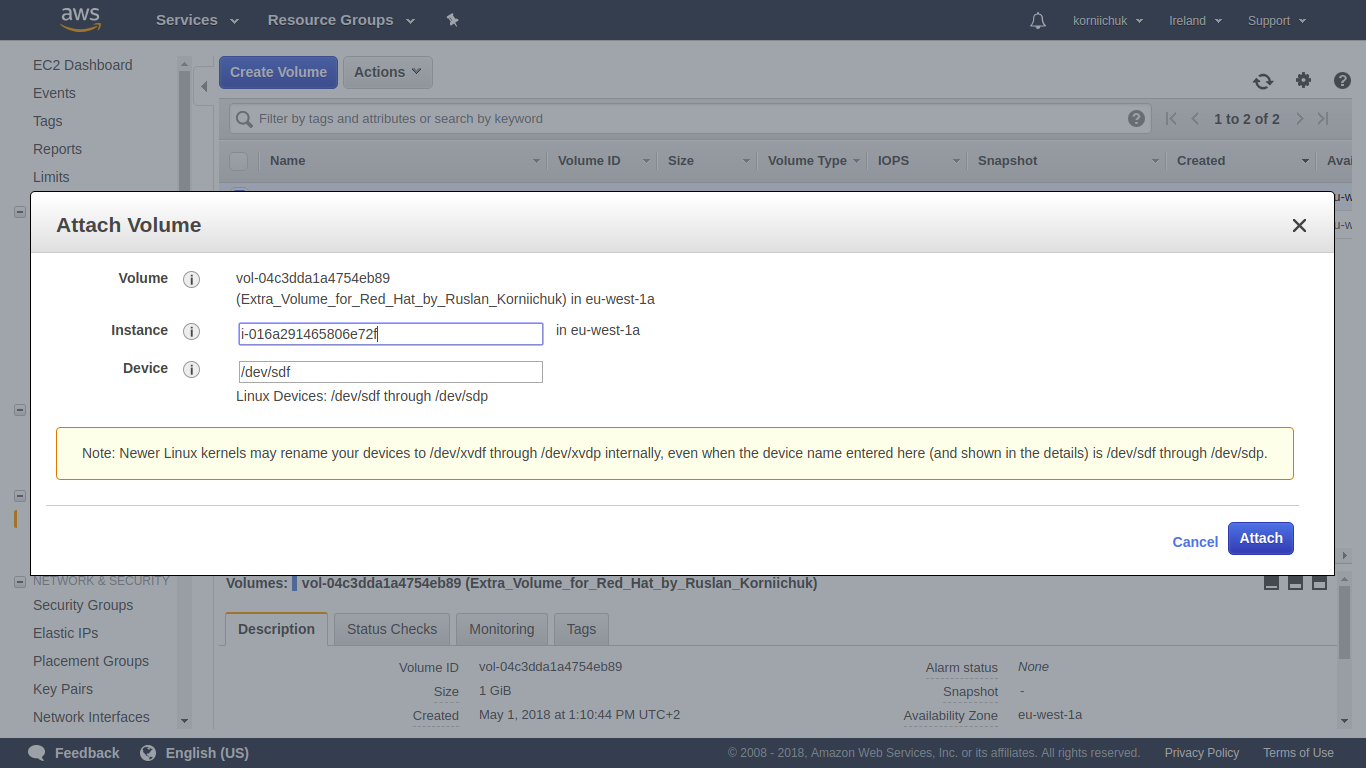 aws Services Resource Groups korniichuk Ireland Support
EC2 Dashboard
Events
Tags
Reports
Limits
Create Volume Actions
Filter by tags and attributes or search by keyword
1 to 2 of 2
Name Volume ID Size Volume Type IOPS Snapshot Created Avai
Attach Volume
Volume
vol-04c3dda1a4754eb89
(Extra_Volume_for_Red_Hat_by_Ruslan_Korniichuk) in eu-west-1a
Instance
i-016a291465806e72f
in eu-west-1a
Device
/dev/sdf
Linux Devices: /dev/sdf through /dev/sdp
Note: Newer Linux kernels may rename your devices to /dev/xvdf through /dev/xvdp internally, even when the device name entered here (and shown in the details) is /dev/sdf through /dev/sdp.
Cancel Attach
NETWORK & SECURITY
Security Groups
Elastic IPs
Placement Groups
Key Pairs
Network Interfaces
Volumes: vol-04c3dda1a4754eb89 (Extra_Volume_for_Red_Hat_by_Ruslan_Korniichuk)
Description Status Checks Monitoring Tags
Volume ID vol-04c3dda1a4754eb89 Alarm status None
Size 1 GiB Snapshot -
Created May 1, 2018 at 1:10:44 PM UTC+2 Availability Zone eu-west-1a
Feedback English (US) © 2008 - 2018, Amazon Web Services, Inc. or its affiliates. All rights reserved. Privacy Policy Terms of Use